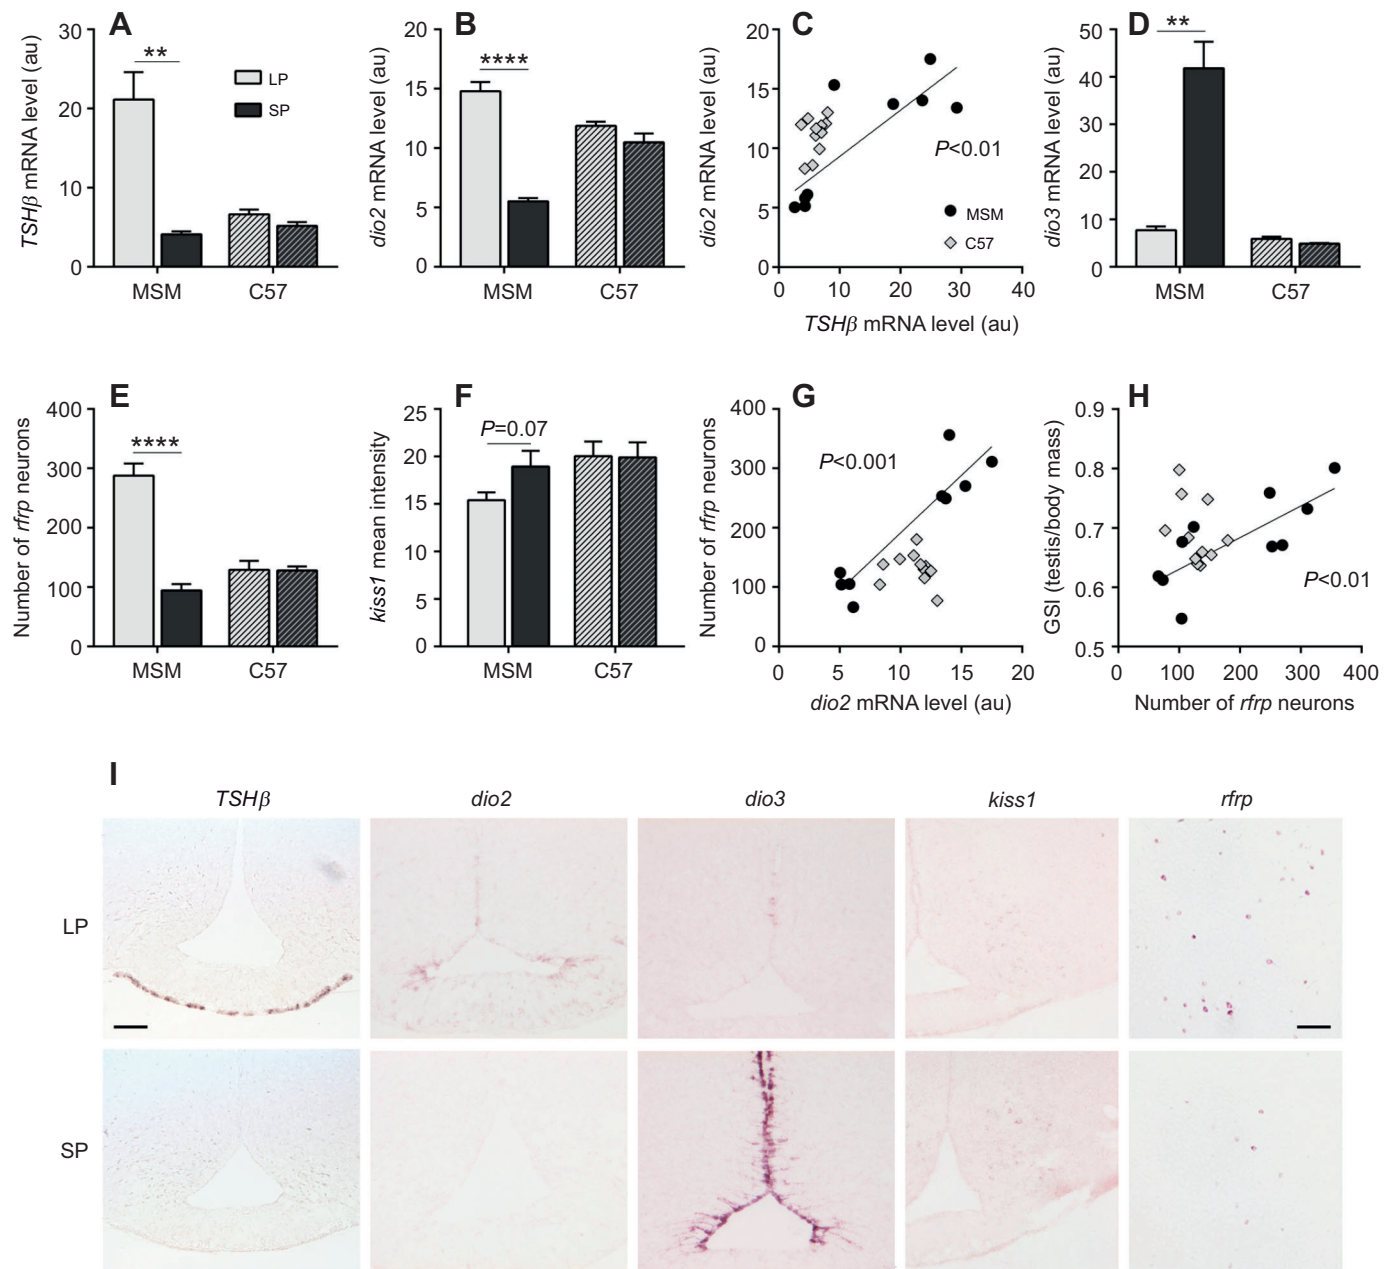 A
TSHβ mRNA level (au)
30
20
10
0
**
LP
SP
MSM
C57
B
dio2 mRNA level (au)
20
15
10
5
0
****
MSM
C57
C
dio2 mRNA level (au)
20
15
10
5
0
P<0.01
MSM
C57
0 10 20 30 40
TSHβ mRNA level (au)
D
dio3 mRNA level (au)
50
40
30
20
10
0
**
MSM
C57
E
Number of rfrp neurons
400
300
200
100
0
****
MSM
C57
F
kiss1 mean intensity
25
20
15
10
5
0
P=0.07
MSM
C57
G
Number of rfrp neurons
400
300
200
100
0
P<0.001
0 5 10 15 20
dio2 mRNA level (au)
H
GSI (testis/body mass)
0.9
0.8
0.7
0.6
0.5
P<0.01
0 100 200 300 400
Number of rfrp neurons
I
TSHβ dio2 dio3 kiss1 rfrp
LP
SP